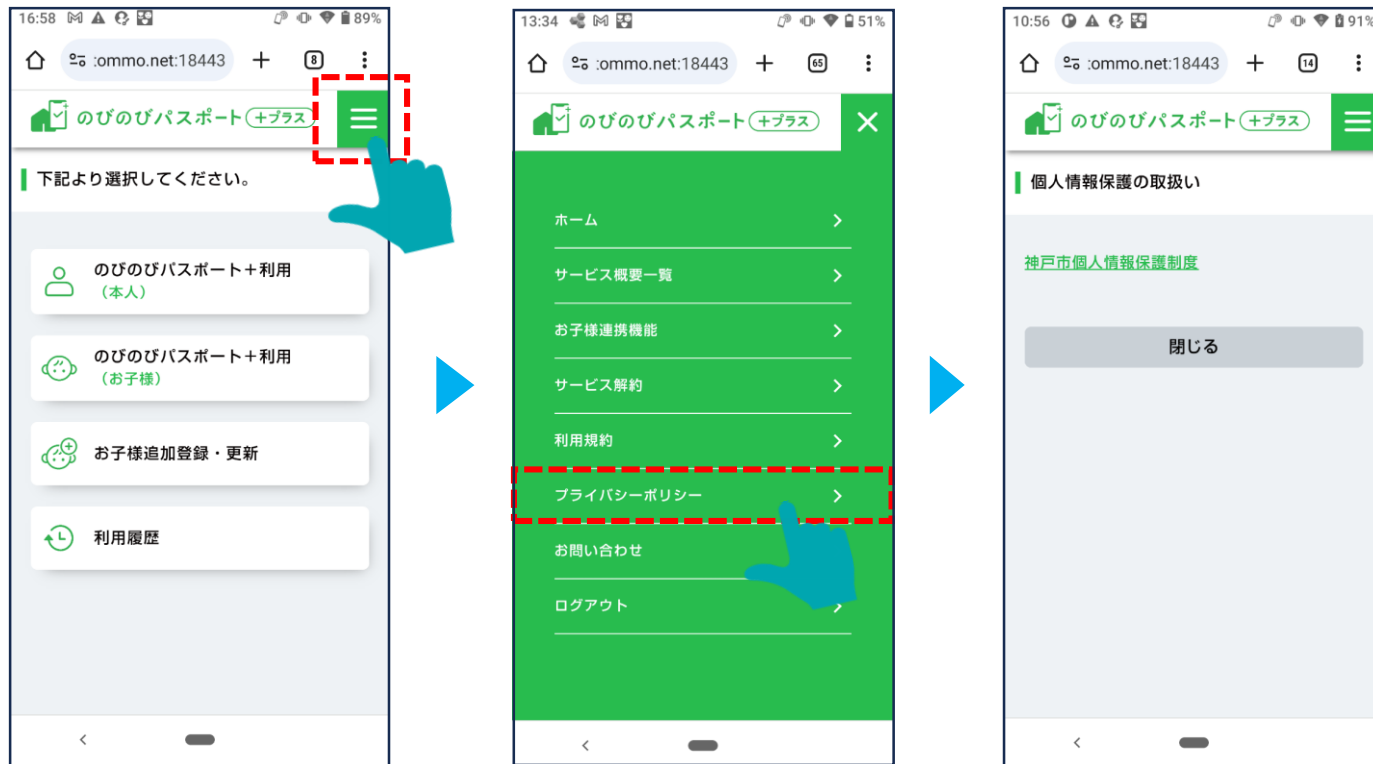 16:58 89%
:ommo.net:18443 8
のびのびパスポート +プラス
下記より選択してください。
のびのびパスポート+利用
（本人）
のびのびパスポート+利用
（お子様）
お子様追加登録・更新
利用履歴
13:34 51%
:ommo.net:18443 65
のびのびパスポート +プラス
ホーム
サービス概要一覧
お子様連携機能
サービス解約
利用規約
プライバシーポリシー
お問い合わせ
ログアウト
10:56 91%
:ommo.net:18443 14
のびのびパスポート +プラス
個人情報保護の取扱い
神戸市個人情報保護制度
閉じる